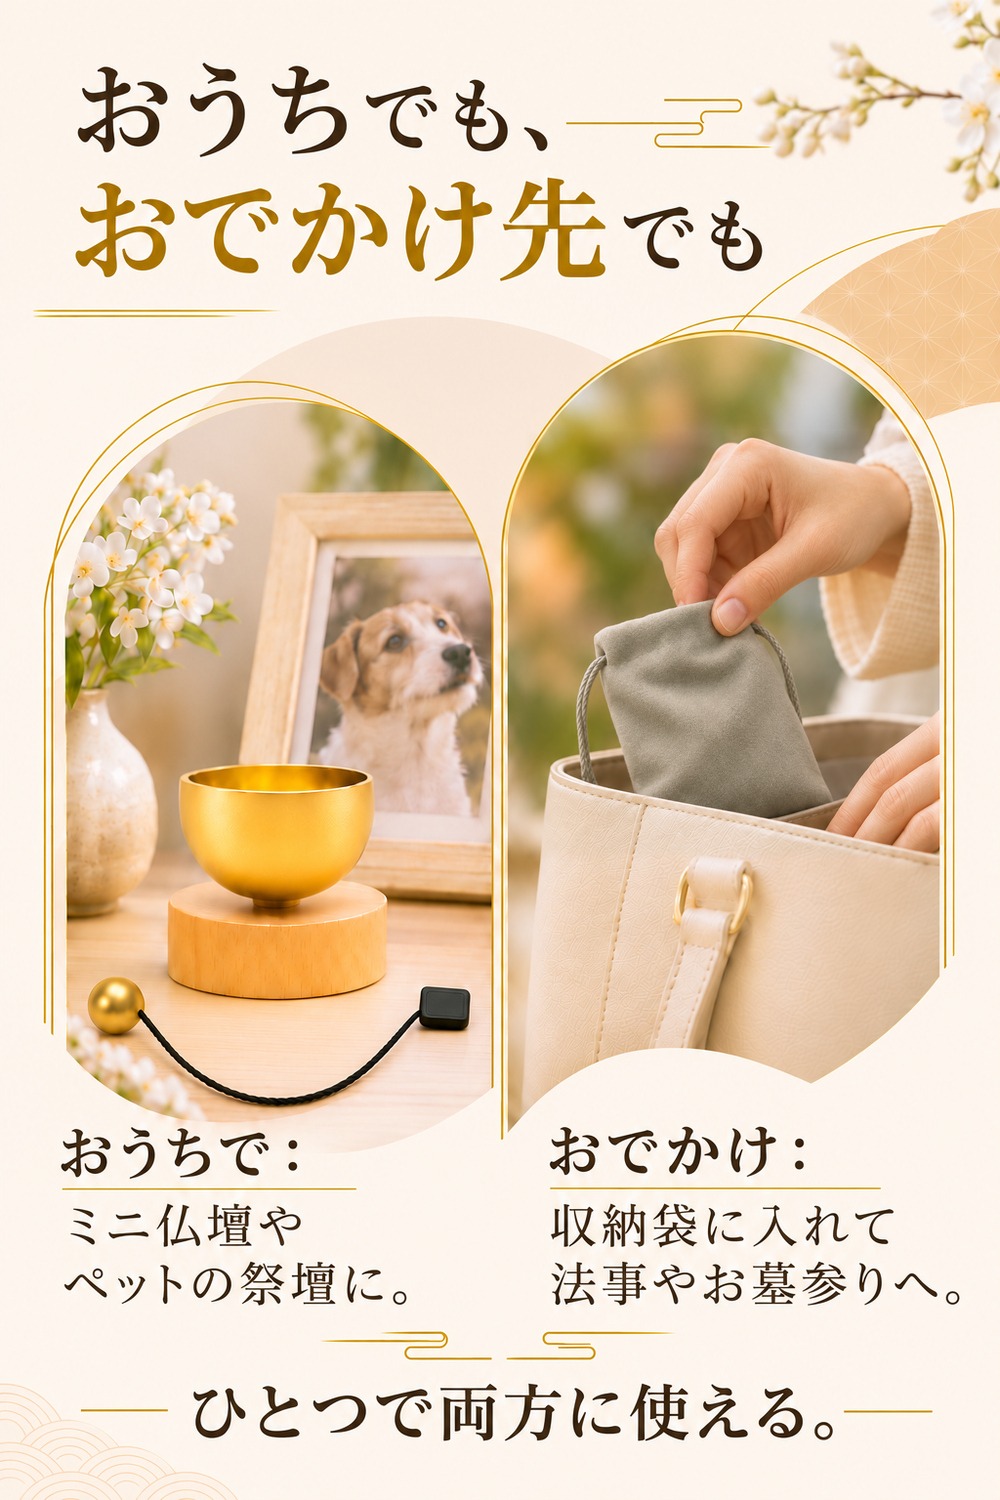 おうちでも、
おでかけ先でも
おうちで：
ミニ仏壇や
ペットの祭壇に。
おでかけ：
収納袋に入れて
法事やお墓参りへ。
ひとつで両方に使える。